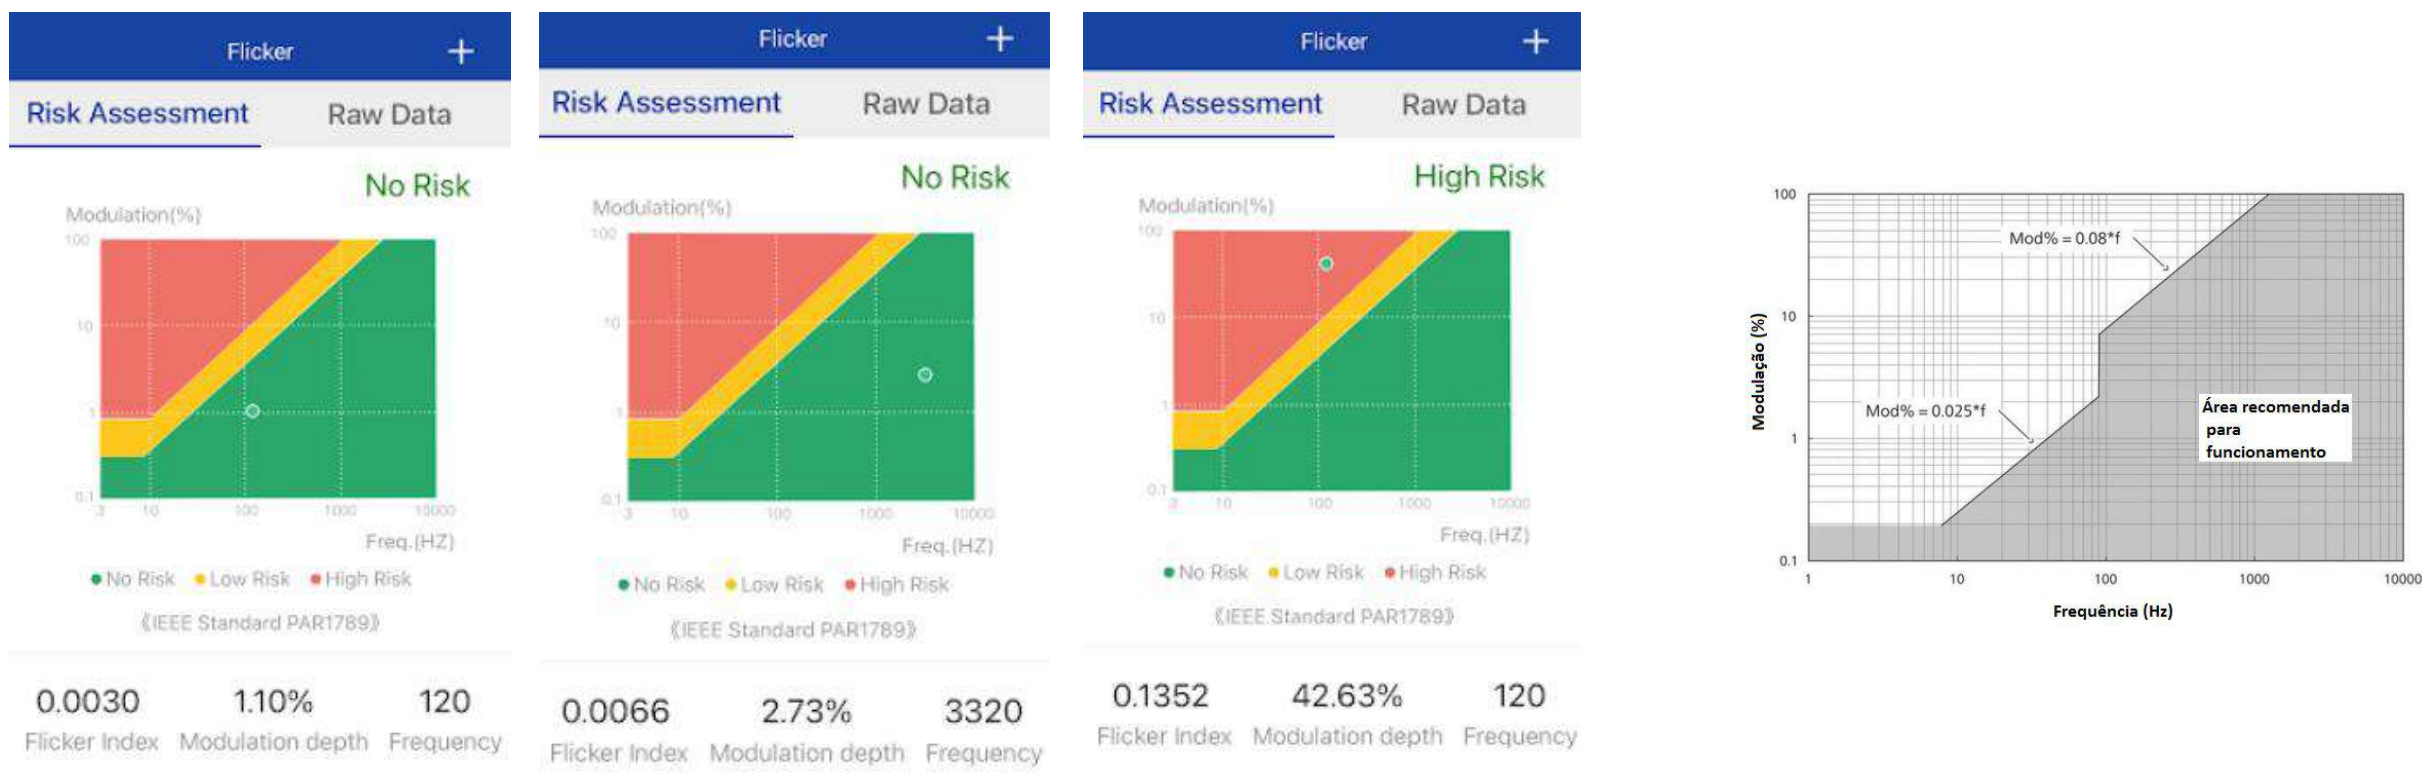 Flicker +
Risk Assessment Raw Data
No Risk
Modulation(%)
100
10
1
0.1
3 10 100 1000 10000
Freq.(HZ)
No Risk Low Risk High Risk
《IEEE Standard PAR1789》
0.0030 1.10% 120
Flicker Index Modulation depth Frequency
Flicker +
Risk Assessment Raw Data
No Risk
Modulation(%)
100
10
1
0.1
3 10 100 1000 10000
Freq.(HZ)
No Risk Low Risk High Risk
《IEEE Standard PAR1789》
0.0066 2.73% 3320
Flicker Index Modulation depth Frequency
Flicker +
Risk Assessment Raw Data
High Risk
Modulation(%)
100
10
1
0.1
3 10 100 1000 10000
Freq.(HZ)
No Risk Low Risk High Risk
《IEEE Standard PAR1789》
0.1352 42.63% 120
Flicker Index Modulation depth Frequency
100
Mod% = 0.08*f
10
Modulação (%)
Mod% = 0.025*f
Área recomendada
para
funcionamento
1
0.1
1 10 100 1000 10000
Frequência (Hz)